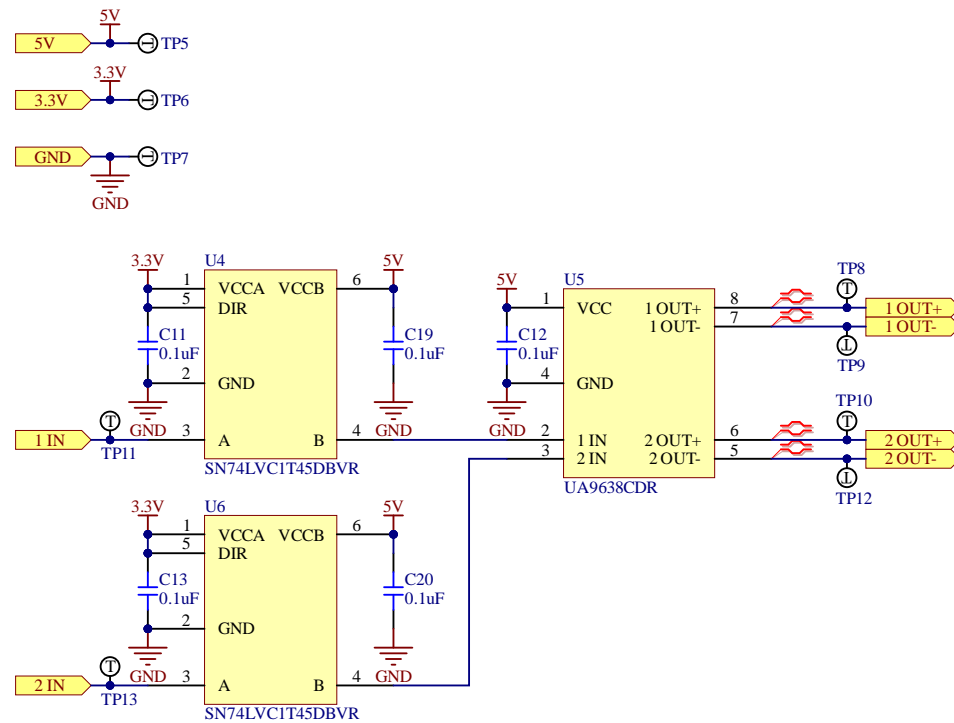 5V
5V
TP5
3.3V
3.3V
TP6
GND
TP7
GND
3.3V
U4
5V
1
VCCA
VCCB
6
5
DIR
C11
0.1uF
C19
0.1uF
2
GND
GND
GND
1 IN
TP11
3
A
B
4
SN74LVC1T45DBVR
5V
U5
1
VCC
1 OUT+
8
1 OUT-
7
C12
0.1uF
4
GND
GND
2
1 IN
2 OUT+
6
3
2 IN
2 OUT-
5
UA9638CDR
TP8
1 OUT+
1 OUT-
TP9
TP10
2 OUT+
2 OUT-
TP12
3.3V
U6
5V
1
VCCA
VCCB
6
5
DIR
C13
0.1uF
C20
0.1uF
2
GND
GND
GND
2 IN
TP13
3
A
B
4
SN74LVC1T45DBVR